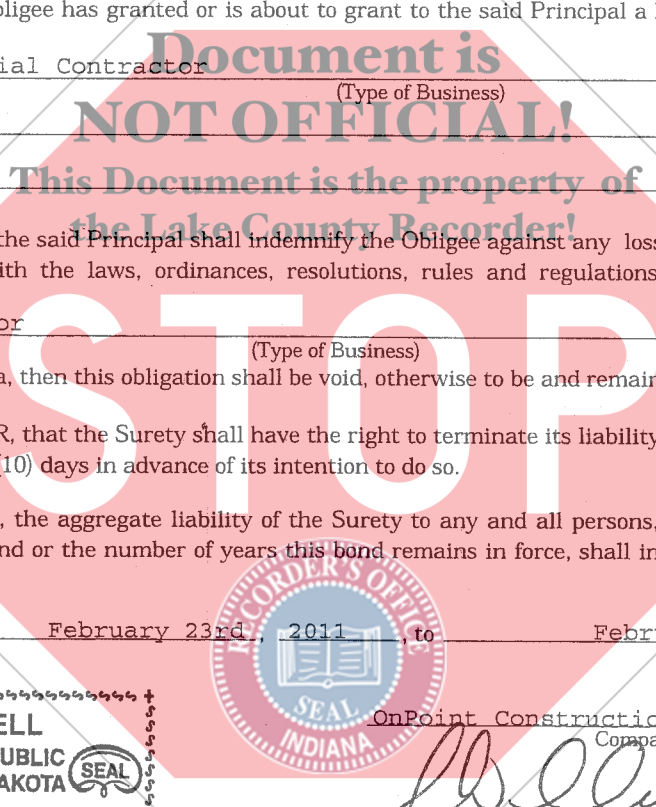 bligee has granted or is about to grant to the said Principal a
Document is
ial Contractor
(Type of Business)
NOT OFFICIAL!
This Document is the property of
the Lake County Recorder!
the said Principal shall indemnify the Obligee against any loss
ith the laws, ordinances, resolutions, rules and regulations
STOP
or
(Type of Business)
a, then this obligation shall be void, otherwise to be and remain
R, that the Surety shall have the right to terminate its liability
(10) days in advance of its intention to do so.
, the aggregate liability of the Surety to any and all persons,
nd or the number of years this bond remains in force, shall in
RECORDER'S OFFICE
February 23rd, 2011, to Febru
SEAL
INDIANA
ELL
OnPoint Constructio
UBLIC
Compa
AKOTA
SEAL